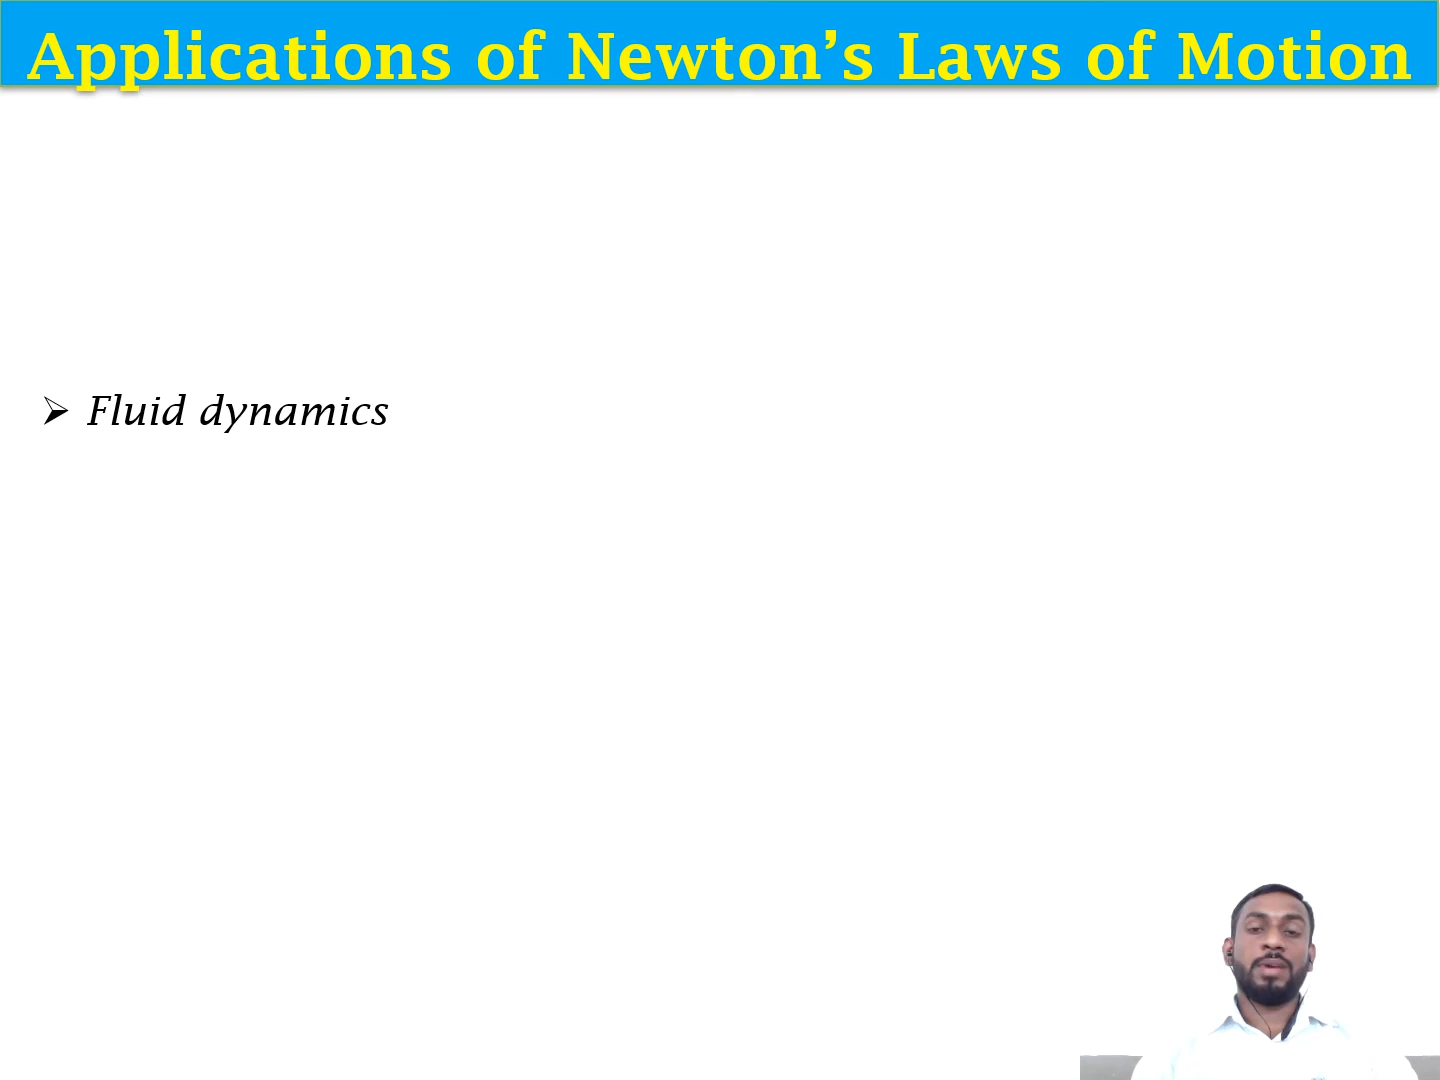 Applications of Newton’s Laws of Motion
➢ Fluid dynamics